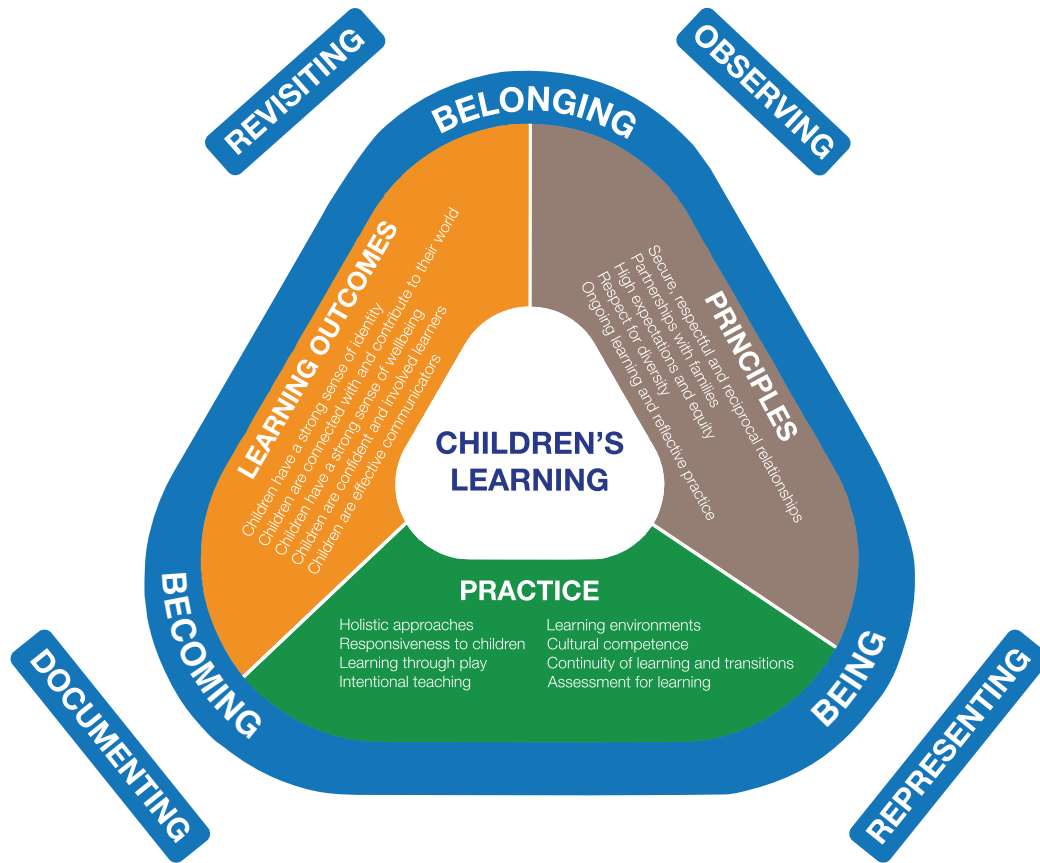 REVISITING
OBSERVING
BELONGING
LEARNING OUTCOMES
Children have a strong sense of identity
Children are connected with and contribute to their world
Children have a strong sense of wellbeing
Children are confident and involved learners
Children are effective communicators
PRINCIPLES
Secure, respectful and reciprocal relationships
Partnerships with families
High expectations and equity
Respect for diversity
Ongoing learning and reflective practice
CHILDREN’S
LEARNING
PRACTICE
Holistic approaches
Responsiveness to children
Learning through play
Intentional teaching
Learning environments
Cultural competence
Continuity of learning and transitions
Assessment for learning
BECOMING
BEING
DOCUMENTING
REPRESENTING